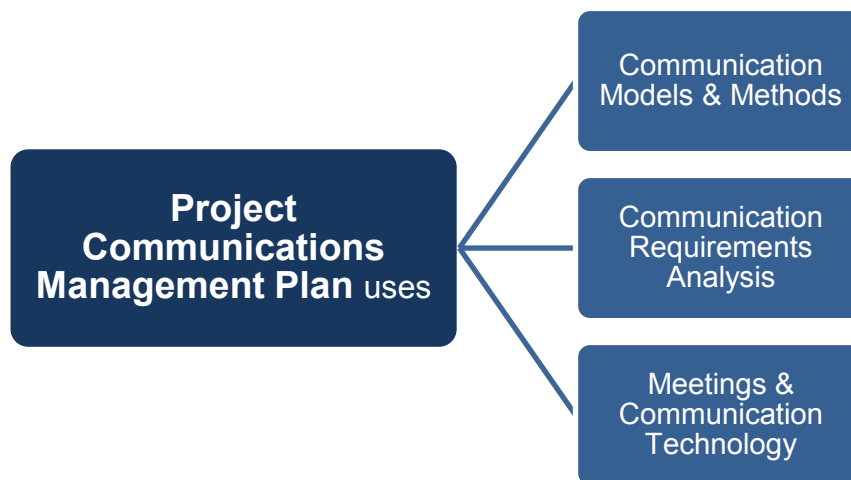 Project
Communications
Management Plan uses
Communication
Models & Methods
Communication
Requirements
Analysis
Meetings &
Communication
Technology